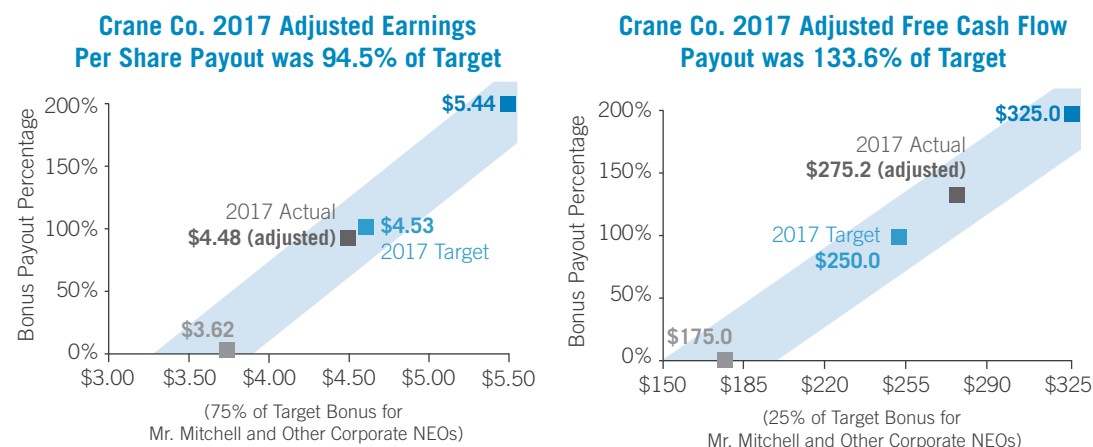 Crane Co. 2017 Adjusted Earnings
Per Share Payout was 94.5% of Target
Bonus Payout Percentage
200%
150%
100%
50%
0%
$5.44
2017 Actual
$4.48 (adjusted)
$4.53
2017 Target
$3.62
$3.00 $3.50 $4.00 $4.50 $5.00 $5.50
(75% of Target Bonus for
Mr. Mitchell and Other Corporate NEOs)
Crane Co. 2017 Adjusted Free Cash Flow
Payout was 133.6% of Target
Bonus Payout Percentage
200%
150%
100%
50%
0%
$325.0
2017 Actual
$275.2 (adjusted)
2017 Target
$250.0
$175.0
$150 $185 $220 $255 $290 $325
(25% of Target Bonus for
Mr. Mitchell and Other Corporate NEOs)